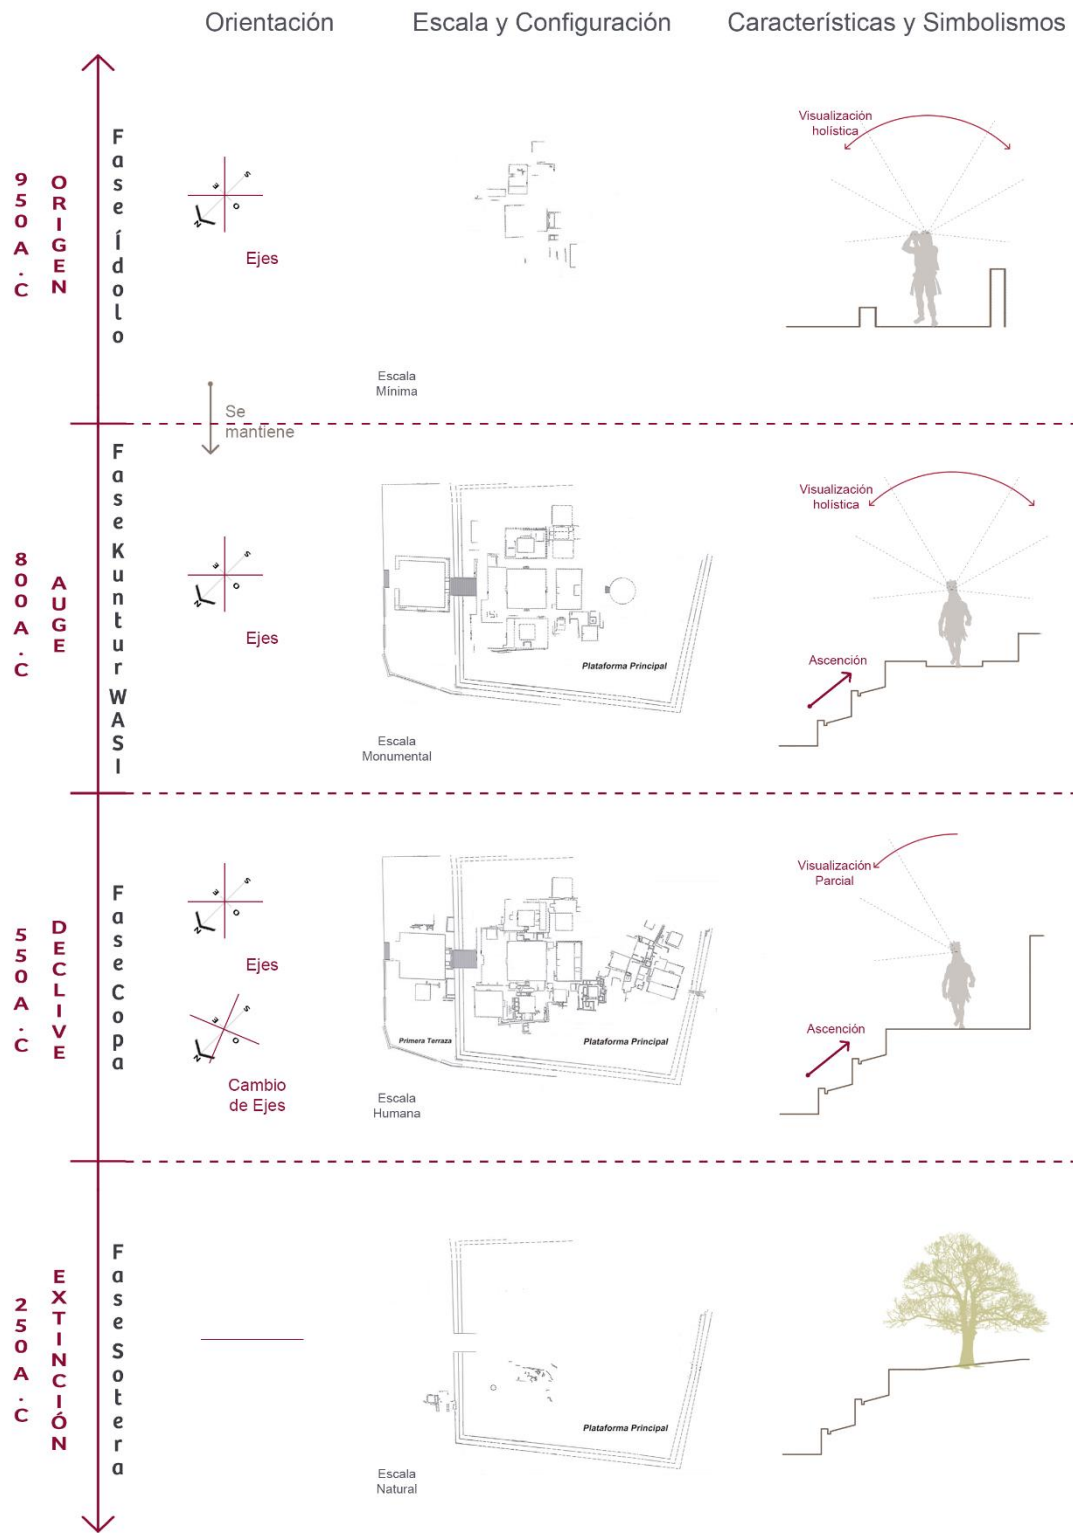 Orientación
Escala y Configuración
Características y Simbolismos
950 A.C
ORIGEN
Fase Ídolo
N
E
S
O
Ejes
Escala
Mínima
Visualización
holística
Se
mantiene
800 A.C
AUGE
Fase Kuntur WASI
N
E
S
O
Ejes
Plataforma Principal
Escala
Monumental
Visualización
holística
Ascención
550 A.C
DECLIVE
Fase Copa
N
E
S
O
Ejes
N
E
S
O
Cambio
de Ejes
Primera Terraza
Plataforma Principal
Escala
Humana
Visualización
Parcial
Ascención
250 A.C
EXTINCIÓN
Fase Sotera
Plataforma Principal
Escala
Natural